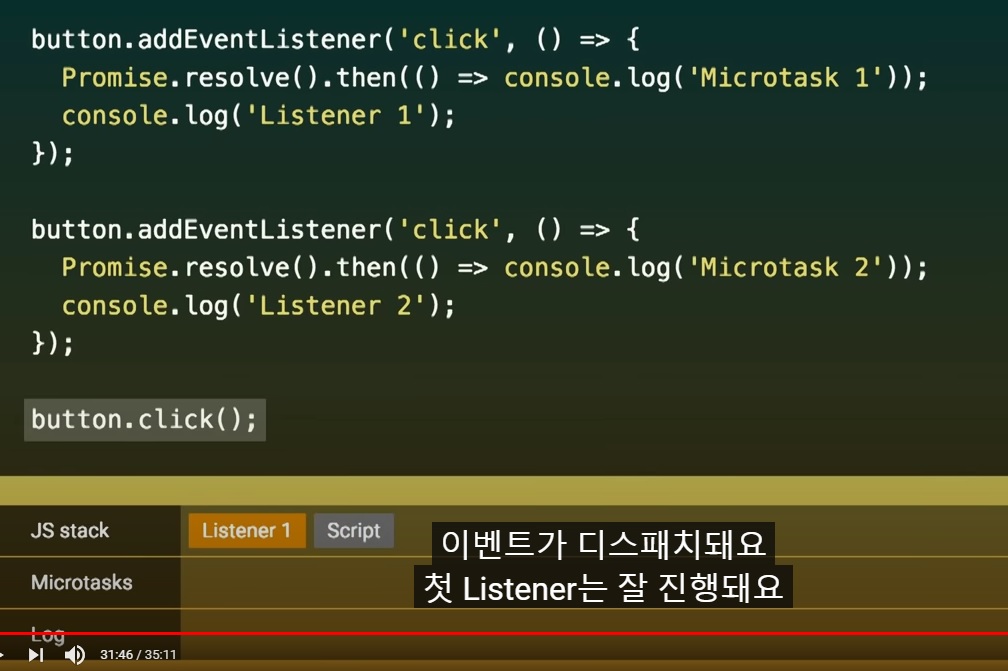 button.addEventListener('click', () => {
  Promise.resolve().then(() => console.log('Microtask 1'));
  console.log('Listener 1');
});
button.addEventListener('click', () => {
  Promise.resolve().then(() => console.log('Microtask 2'));
  console.log('Listener 2');
});
button.click();
JS stack Listener 1 Script
이벤트가 디스패치돼요
Microtasks
첫 Listener는 잘 진행돼요
Log
31:46 / 35:11